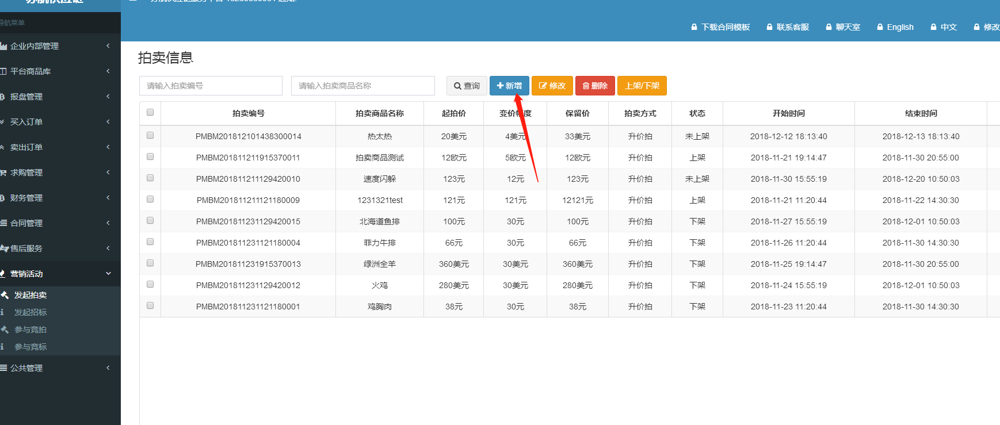 导航菜单
下载合同模板 联系客服 聊天室 English 中文 修改
企业内部管理
平台商品库
报盘管理
买入订单
卖出订单
求购管理
财务管理
合同管理
售后服务
营销活动
发起拍卖
发起招标
参与竞拍
参与竞标
公共管理
拍卖信息
请输入拍卖编号 请输入拍卖商品名称 查询 新增 修改 删除 上架/下架
拍卖编号 拍卖商品名称 起拍价 变价幅度 保留价 拍卖方式 状态 开始时间 结束时间
PMBM201812101438300014 热太热 20美元 4美元 33美元 升价拍 未上架 2018-12-12 18:13:40 2018-12-13 18:13:40
PMBM201811211915370011 拍卖商品测试 12欧元 5欧元 12欧元 升价拍 上架 2018-11-21 19:14:47 2018-11-30 20:55:00
PMBM201811211129420010 速度闪躲 123元 12元 123元 升价拍 未上架 2018-11-30 15:55:19 2018-12-20 10:50:03
PMBM201811211121180009 1231321test 121元 121元 12121元 升价拍 上架 2018-11-21 11:20:44 2018-11-22 14:30:30
PMBM201811231129420015 北海道鱼排 100元 30元 100元 升价拍 下架 2018-11-27 15:55:19 2018-12-01 10:50:03
PMBM201811231121180004 菲力牛排 66元 30元 66元 升价拍 下架 2018-11-26 11:20:44 2018-11-30 14:30:30
PMBM201811231915370013 绿洲全羊 360美元 30美元 360美元 升价拍 下架 2018-11-25 19:14:47 2018-11-30 20:55:00
PMBM201811231129420012 火鸡 280美元 30美元 280美元 升价拍 下架 2018-11-24 15:55:19 2018-12-01 10:50:03
PMBM201811231121180001 鸡胸肉 38元 30元 38元 升价拍 下架 2018-11-23 11:20:44 2018-11-30 14:30:30